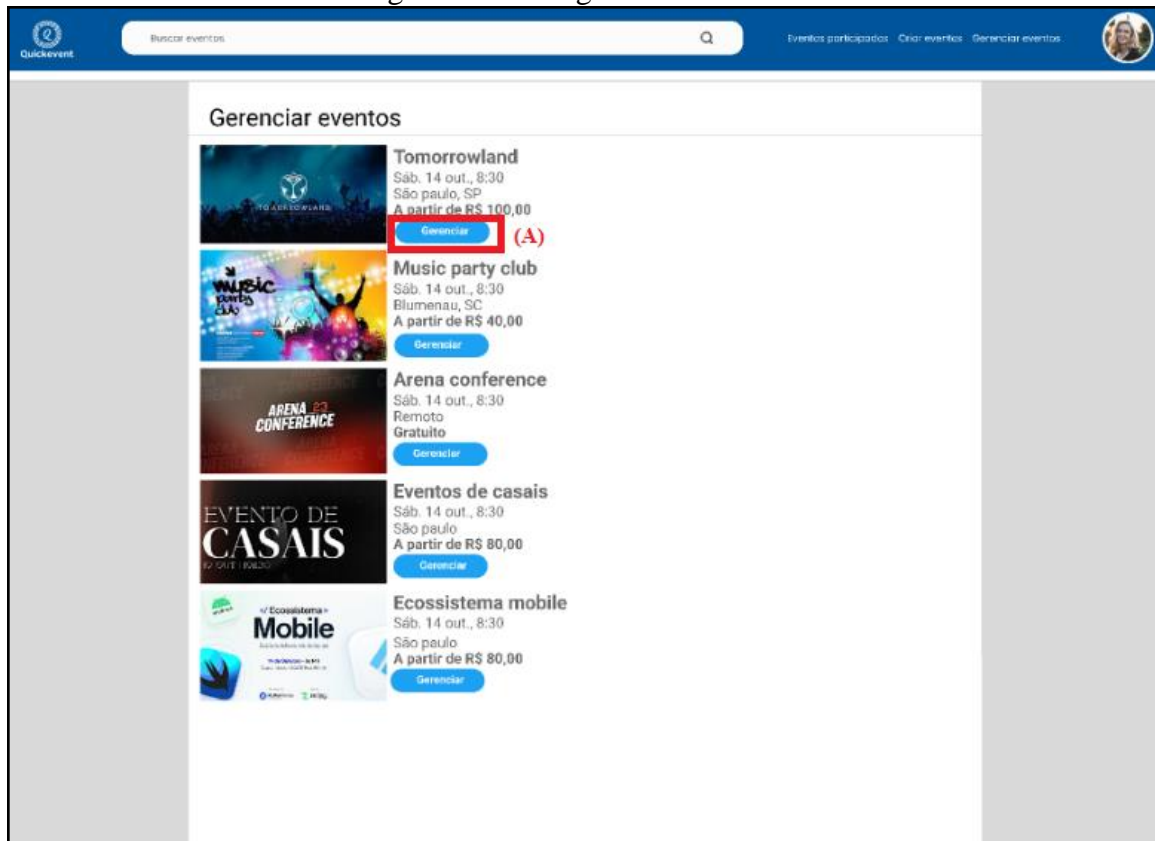 Quickevent
Buscar eventos
Eventos participados Criar eventos Gerenciar eventos
Gerenciar eventos
TOMORROWLAND
Tomorrowland
Sáb. 14 out., 8:30
São paulo, SP
A partir de R$ 100,00
Gerenciar
(A)
music
party
club
Music party club
Sáb. 14 out., 8:30
Blumenau, SC
A partir de R$ 40,00
Gerenciar
ARENA 23
CONFERENCE
Arena conference
Sáb. 14 out., 8:30
Remoto
Gratuito
Gerenciar
EVENTO DE
CASAIS
Eventos de casais
Sáb. 14 out., 8:30
São paulo
A partir de R$ 80,00
Gerenciar
android
</ Ecossistema >
Mobile
Ecossistema mobile
Sáb. 14 out., 8:30
São paulo
A partir de R$ 80,00
Gerenciar